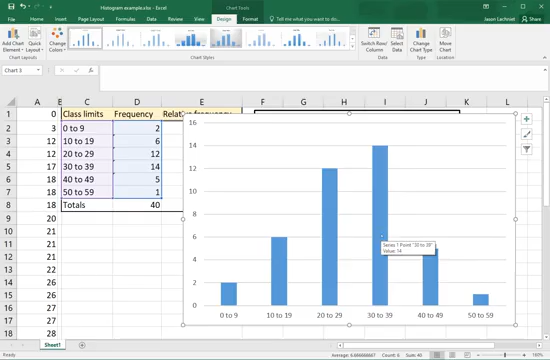 Histogram example.xlsx - Excel
Chart Tools
Jason Lachniet
File Home Insert Page Layout Formulas Data Review View Design Format Tell me what you want to do... Share
Add Chart Element Quick Layout Change Colors Switch Row/Column Select Data Change Chart Type Move Chart
Chart Layouts Chart Styles Data Type Location
Chart 3 fx
A B C D E F G H I J K L
1 0 Class limits Frequency Relative frequency
2 3 0 to 9 2
3 12 10 to 19 6
4 12 20 to 29 12
5 17 30 to 39 14
6 18 40 to 49 5
7 18 50 to 59 1
8 18 Totals 40
9 20
10 21
11 21
12 21
13 22
14 26
15 26
16 27
17 27
18 28
16
14
12
10
8
6
4
2
0
Series 1 Point "30 to 39"
Value: 14
0 to 9 10 to 19 20 to 29 30 to 39 40 to 49 50 to 59
Sheet1
Average: 6.666666667 Count: 6 Sum: 40